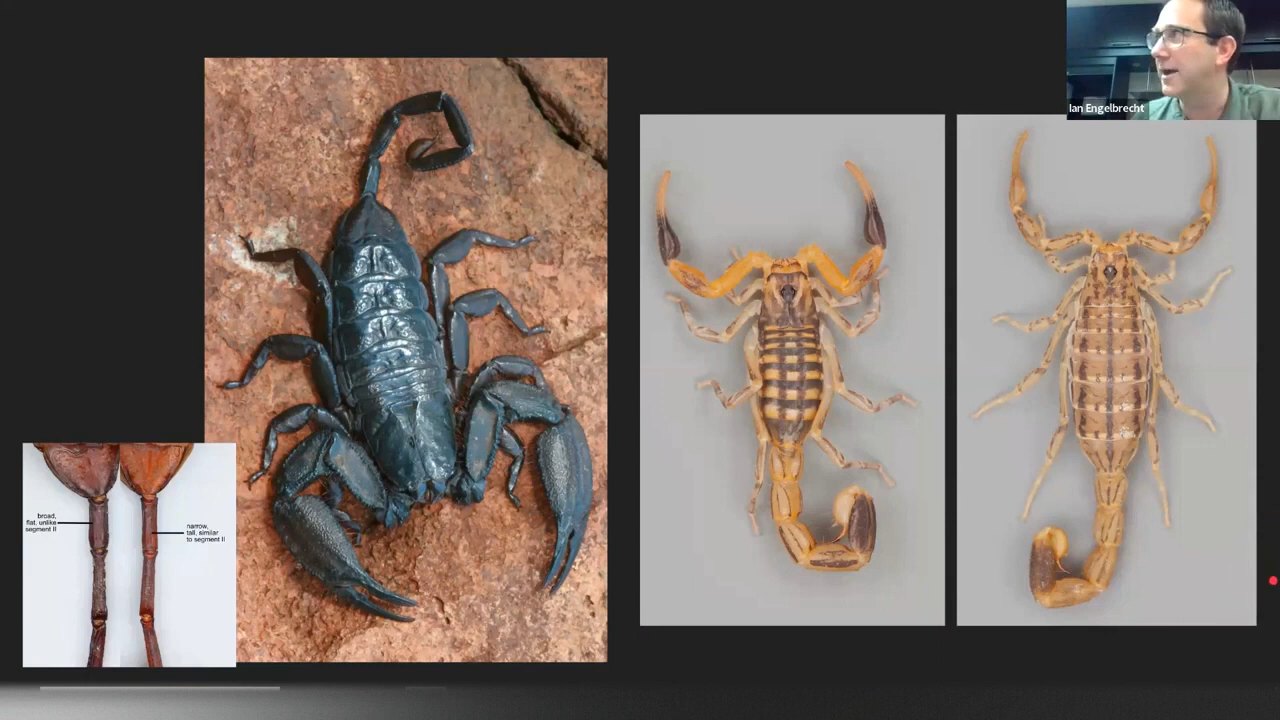 Ian Engelbrecht
broad,
flat, unlike
segment II
narrow,
tall, similar
to segment II